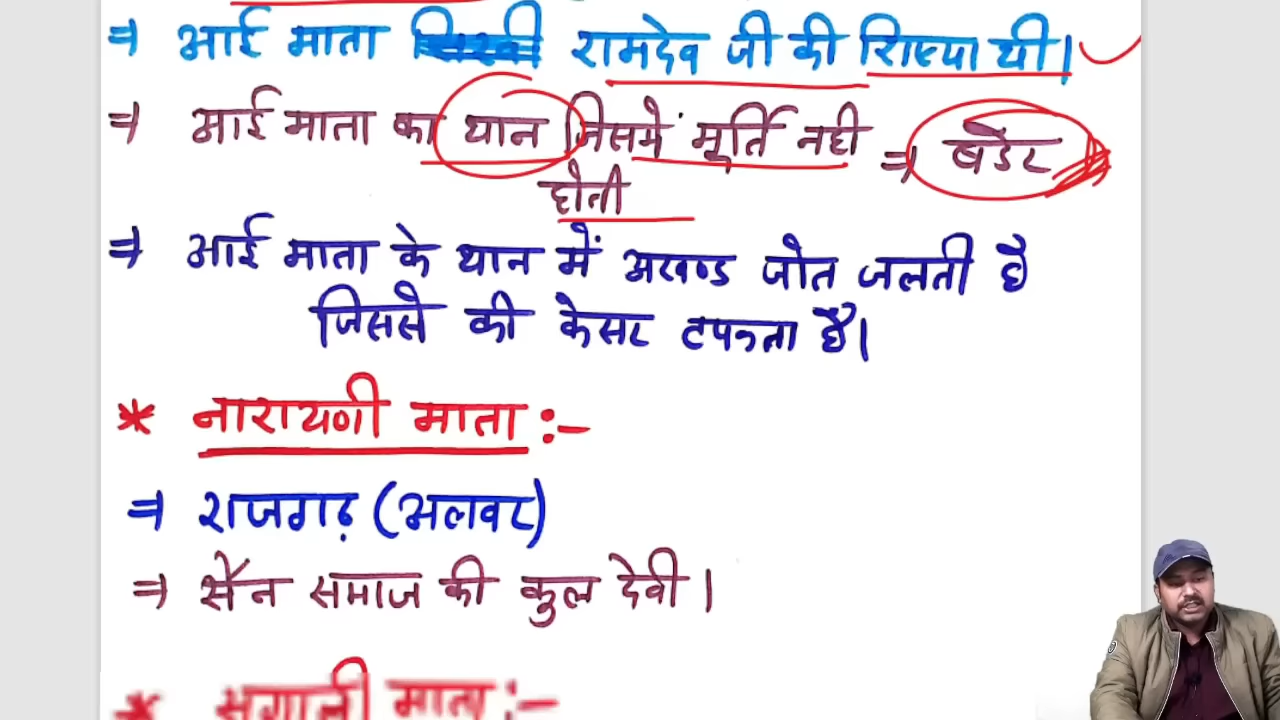 ⇒ आई माता रामदेव जी की शिष्या थी।
⇒ आई माता का थान जिसमें मूर्ति नही ⇒ बडेर
होती
⇒ आई माता के थान में अखण्ड जोत जलती है
जिससे की केसर टपकता है।
* नारायणी माता :-
⇒ राजगढ़ (अलवर)
⇒ सैन समाज की कुल देवी।
* माता :-